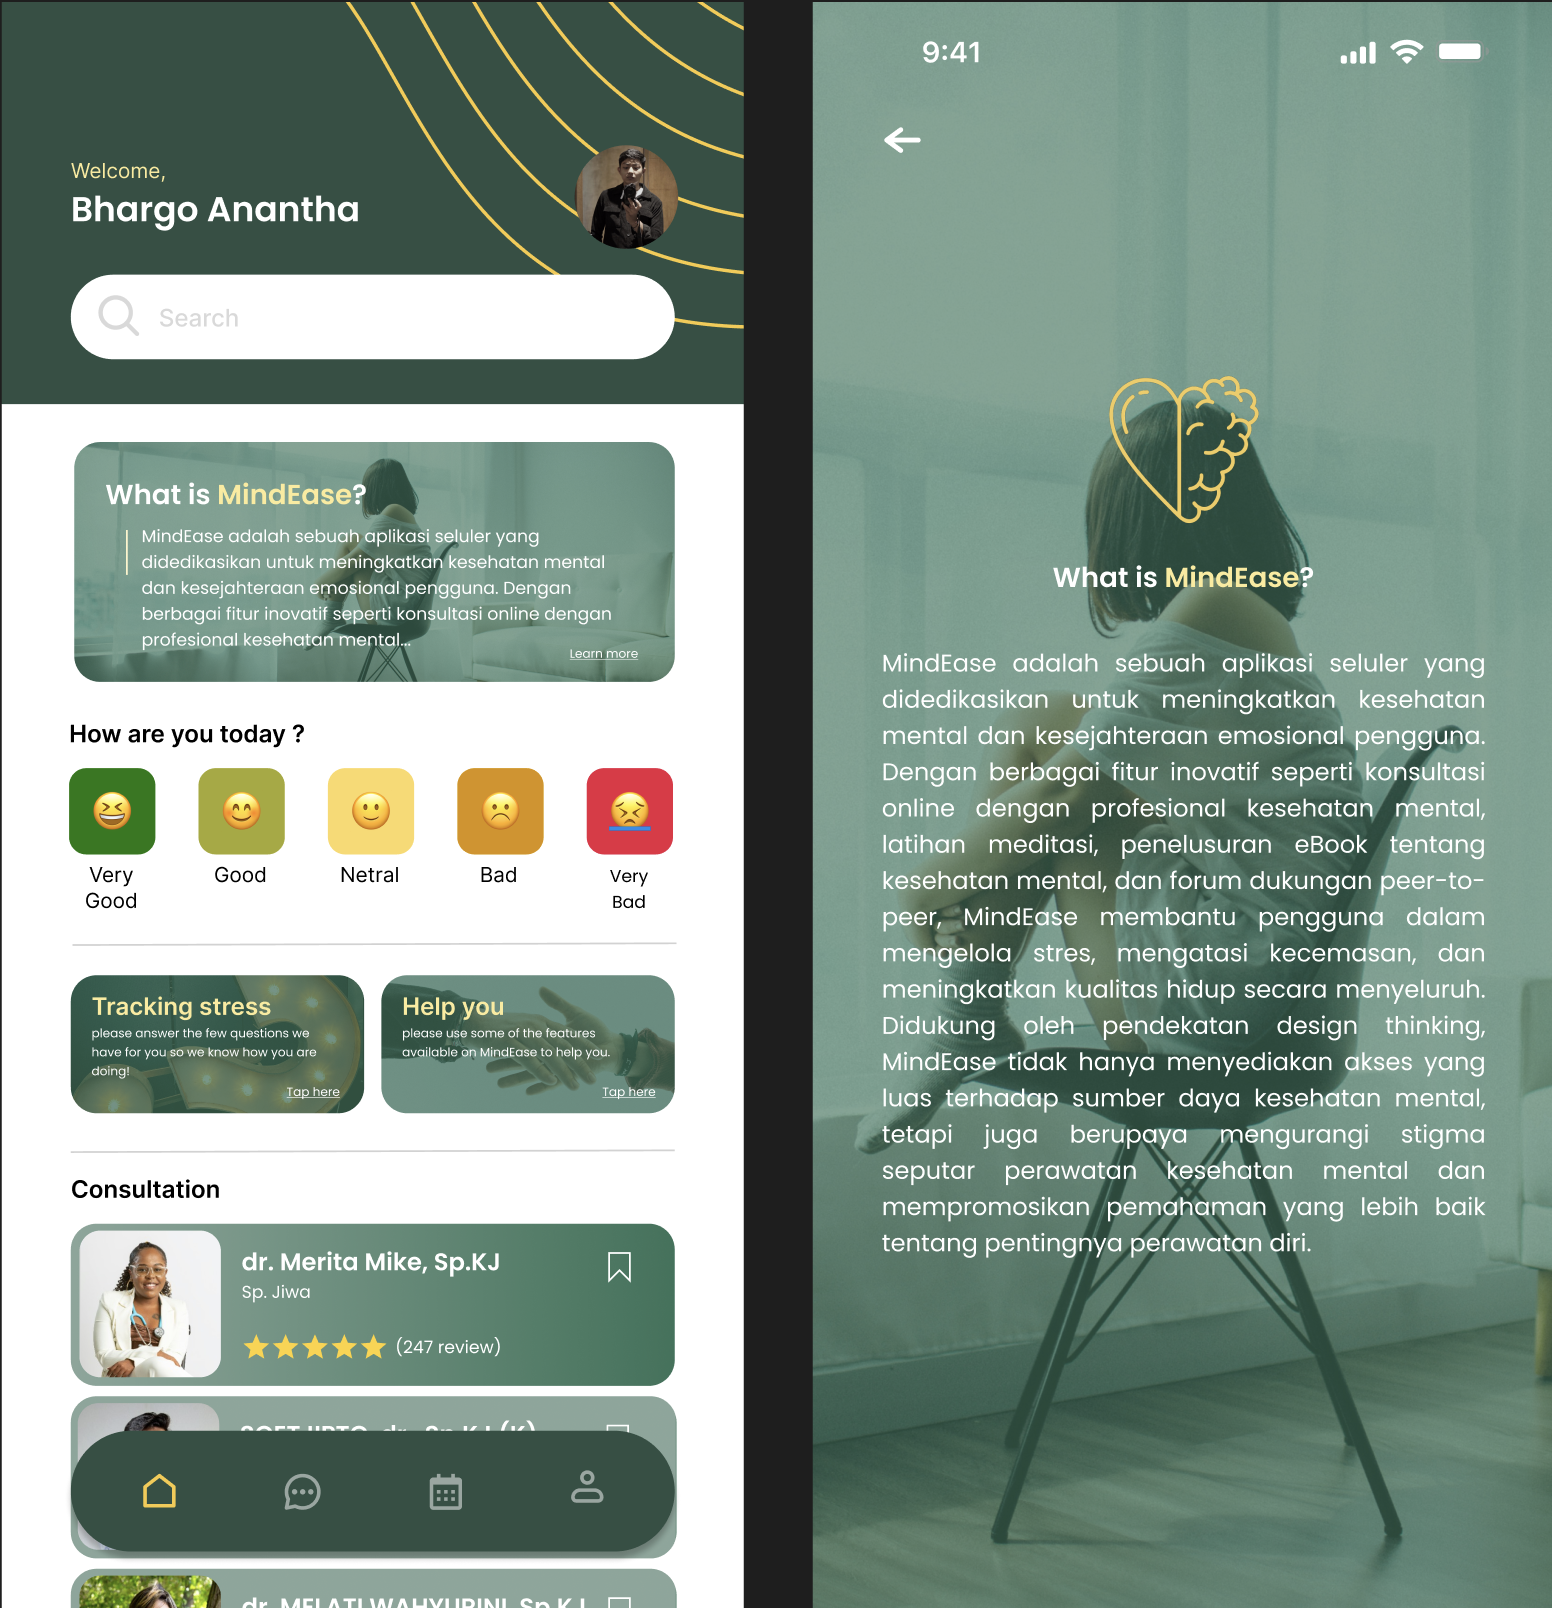 Welcome,
Bhargo Anantha
Search
What is MindEase?
MindEase adalah sebuah aplikasi seluler yang
didedikasikan untuk meningkatkan kesehatan mental
dan kesejahteraan emosional pengguna. Dengan
berbagai fitur inovatif seperti konsultasi online dengan
profesional kesehatan mental...
Learn more
How are you today ?
Very
Good
Good
Netral
Bad
Very
Bad
Tracking stress
please answer the few questions we
have for you so we know how you are
doing!
Tap here
Help you
please use some of the features
available on MindEase to help you.
Tap here
Consultation
dr. Merita Mike, Sp.KJ
Sp. Jiwa
(247 review)
dr. Sp.KJ (K)
dr. MELATI WAHYURINI, Sp.KJ
9:41
What is MindEase?
MindEase adalah sebuah aplikasi seluler yang
didedikasikan untuk meningkatkan kesehatan
mental dan kesejahteraan emosional pengguna.
Dengan berbagai fitur inovatif seperti konsultasi
online dengan profesional kesehatan mental,
latihan meditasi, penelusuran eBook tentang
kesehatan mental, dan forum dukungan peer-to-
peer, MindEase membantu pengguna dalam
mengelola stres, mengatasi kecemasan, dan
meningkatkan kualitas hidup secara menyeluruh.
Didukung oleh pendekatan design thinking,
MindEase tidak hanya menyediakan akses yang
luas terhadap sumber daya kesehatan mental,
tetapi juga berupaya mengurangi stigma
seputar perawatan kesehatan mental dan
mempromosikan pemahaman yang lebih baik
tentang pentingnya perawatan diri.